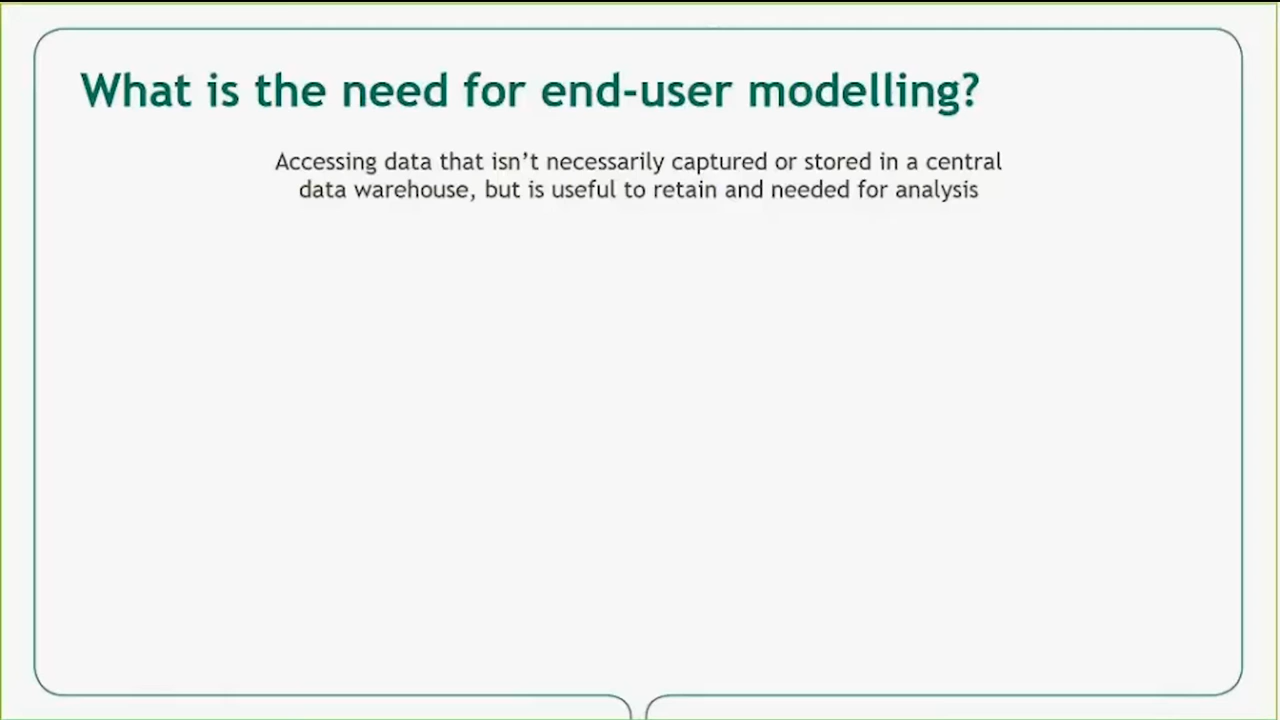 What is the need for end-user modelling?
Accessing data that isn’t necessarily captured or stored in a central
data warehouse, but is useful to retain and needed for analysis